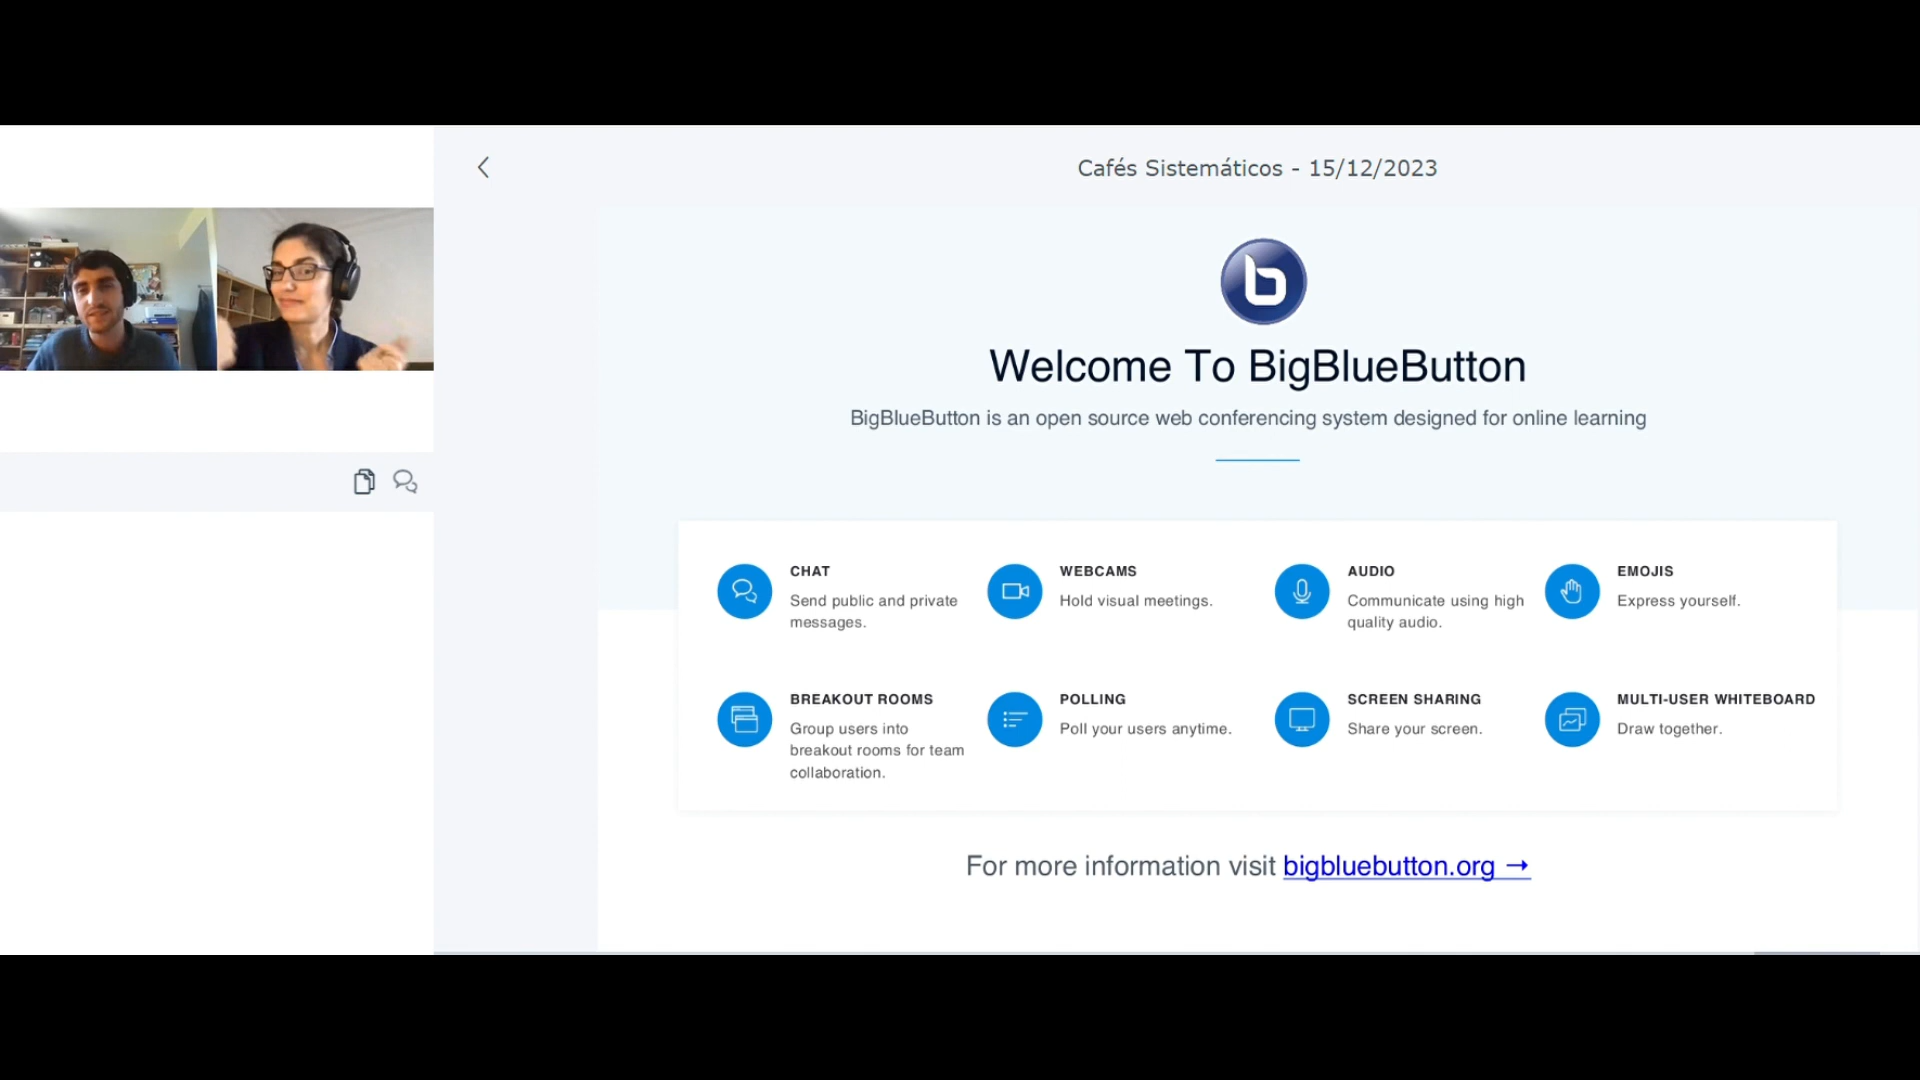 Cafés Sistemáticos - 15/12/2023
Welcome To BigBlueButton
BigBlueButton is an open source web conferencing system designed for online learning
CHAT
Send public and private
messages.
WEBCAMS
Hold visual meetings.
AUDIO
Communicate using high
quality audio.
EMOJIS
Express yourself.
BREAKOUT ROOMS
Group users into
breakout rooms for team
collaboration.
POLLING
Poll your users anytime.
SCREEN SHARING
Share your screen.
MULTI-USER WHITEBOARD
Draw together.
For more information visit bigbluebutton.org →